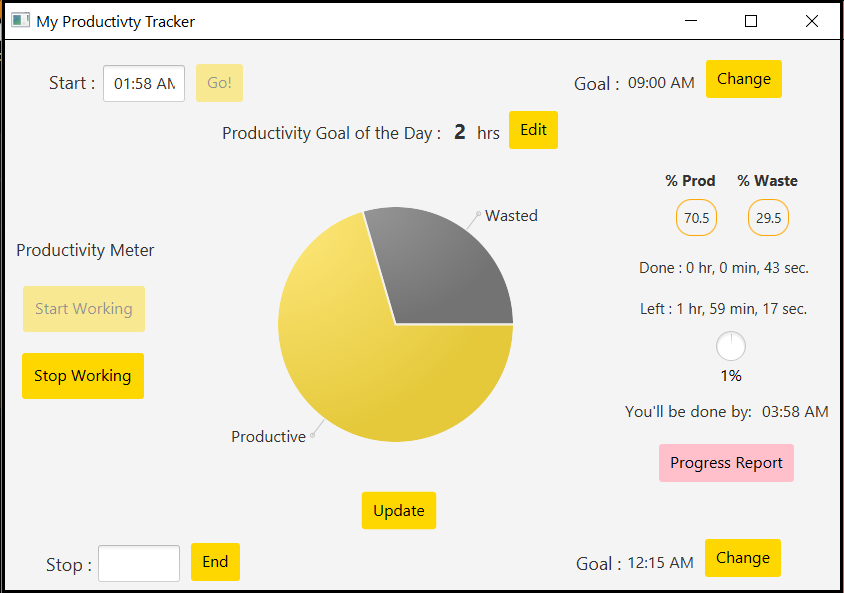 My Productivty Tracker
Start : 01:58 AM Go! Goal : 09:00 AM Change
Productivity Goal of the Day : 2 hrs Edit
% Prod % Waste
70.5 29.5
Wasted
Productivity Meter
Done : 0 hr, 0 min, 43 sec.
Start Working
Left : 1 hr, 59 min, 17 sec.
Stop Working
1%
You'll be done by: 03:58 AM
Productive
Progress Report
Update
Stop : End Goal : 12:15 AM Change